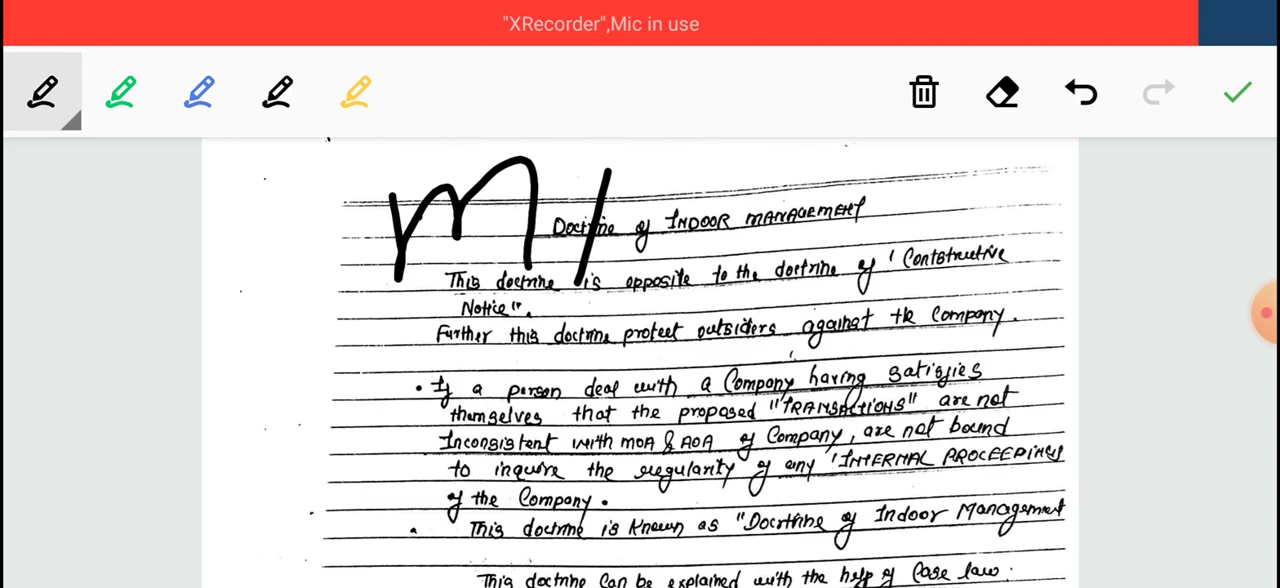 "XRecorder",Mic in use
M/
Doctrine of INDOOR MANAGEMENT
This doctrine is opposite to the doctrine of 'Contstructive
Notice".
Further this doctrine protect outsiders against the Company.
• If a person deal with a Company having satisfies
themselves that the proposed "TRANSACTIONS" are not
Inconsistent with MOA & AOA of Company, are not bound
to inquire the regularity of any 'INTERNAL PROCEEDINGS
of the Company.
• This doctrine is known as "Docrtrine of Indoor Management
This doctrine can be explained with the help of Case law.